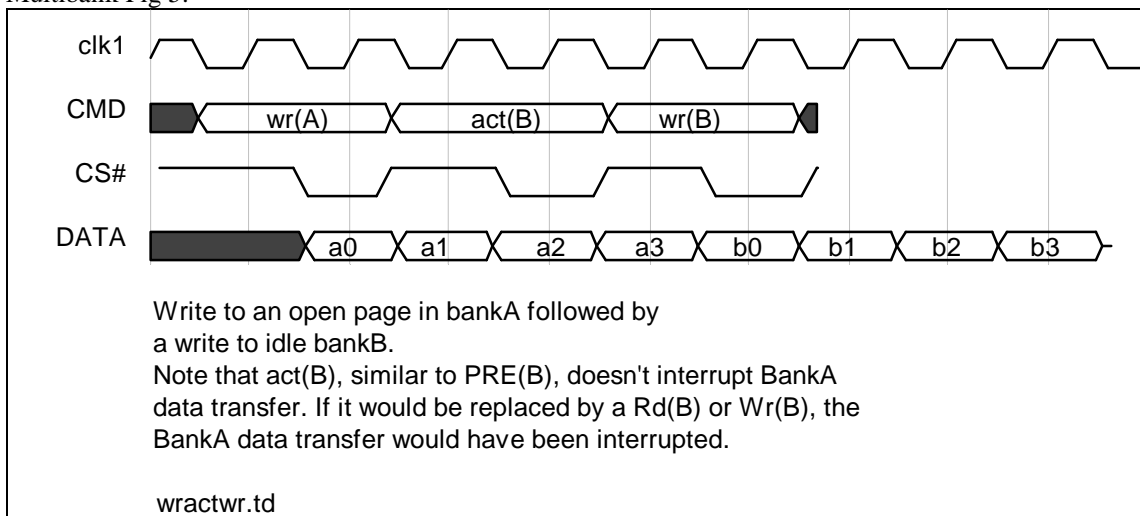 clk1
CMD wr(A) act(B) wr(B)
CS#
DATA a0 a1 a2 a3 b0 b1 b2 b3
Write to an open page in bankA followed by
a write to idle bankB.
Note that act(B), similar to PRE(B), doesn't interrupt BankA
data transfer. If it would be replaced by a Rd(B) or Wr(B), the
BankA data transfer would have been interrupted.
wractwr.td